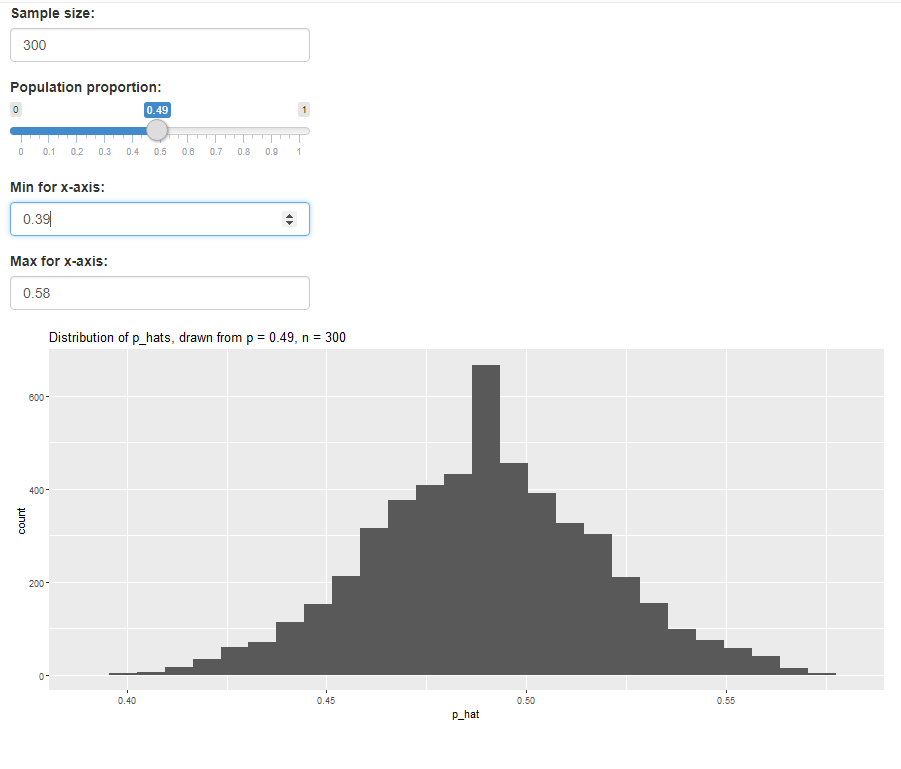 Sample size:
300
Population proportion:
0 0.49 1
0 0.1 0.2 0.3 0.4 0.5 0.6 0.7 0.8 0.9 1
Min for x-axis:
0.39
Max for x-axis:
0.58
Distribution of p_hats, drawn from p = 0.49, n = 300
600
400
count
200
0
0.40 0.45 0.50 0.55
p_hat